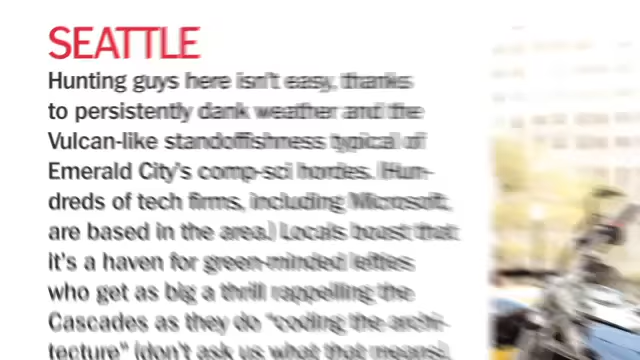 SEATTLE
Hunting guys here isn't easy, thanks
to persistently dank weather and the
Vulcan-like standoffishness typical of
Emerald City's comp-sci hordes. (Hun-
dreds of tech firms, including Microsoft,
are based in the area.) Locals boast that
it's a haven for green-minded lefties
who get as big a thrill rappelling the
Cascades as they do "coding the archi-
tecture" (don't ask us what that means).